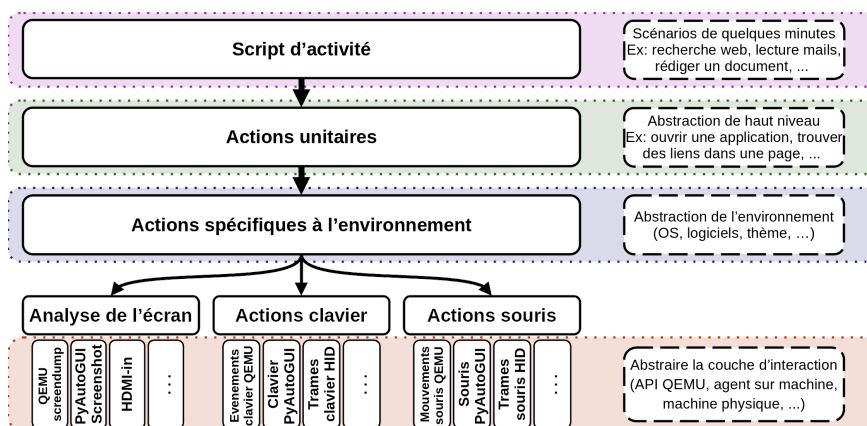 Script d’activité
Scénarios de quelques minutes
Ex: recherche web, lecture mails,
rédiger un document, ...
Actions unitaires
Abstraction de haut niveau
Ex: ouvrir une application, trouver
des liens dans une page, ...
Actions spécifiques à l’environnement
Abstraction de l’environnement
(OS, logiciels, thème, …)
Analyse de l’écran
Actions clavier
Actions souris
QEMU
screendump
PyAutoGUI
Screenshot
HDMI-in
...
Evenements
clavier QEMU
Clavier
PyAutoGUI
Trames
clavier HID
...
Mouvements
souris QEMU
Souris
PyAutoGUI
Trames
souris HID
...
Abstraire la couche d’interaction
(API QEMU, agent sur machine,
machine physique, ...)